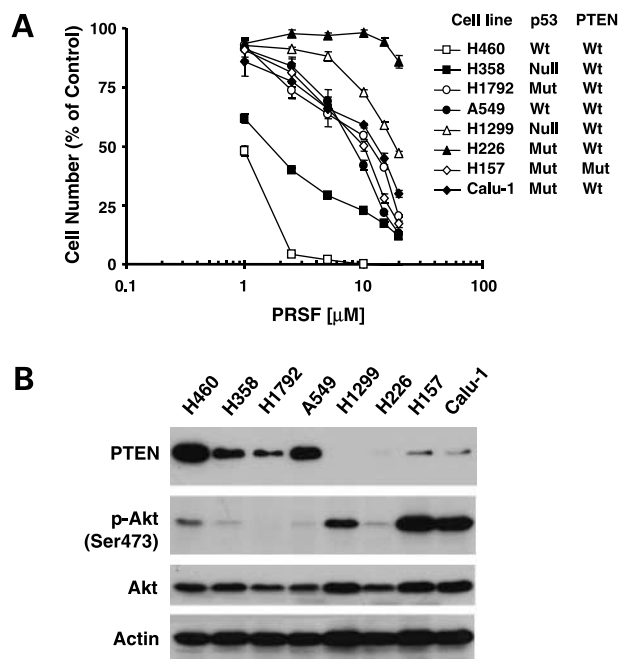 A
Cell line p53 PTEN
H460 Wt Wt
H358 Null Wt
H1792 Mut Wt
A549 Wt Wt
H1299 Null Wt
H226 Mut Wt
H157 Mut Mut
Calu-1 Mut Wt
Cell Number (% of Control)
100
75
50
25
0
0.1 1 10 100
PRSF [μM]
B
H460 H358 H1792 A549 H1299 H226 H157 Calu-1
PTEN
p-Akt
(Ser473)
Akt
Actin